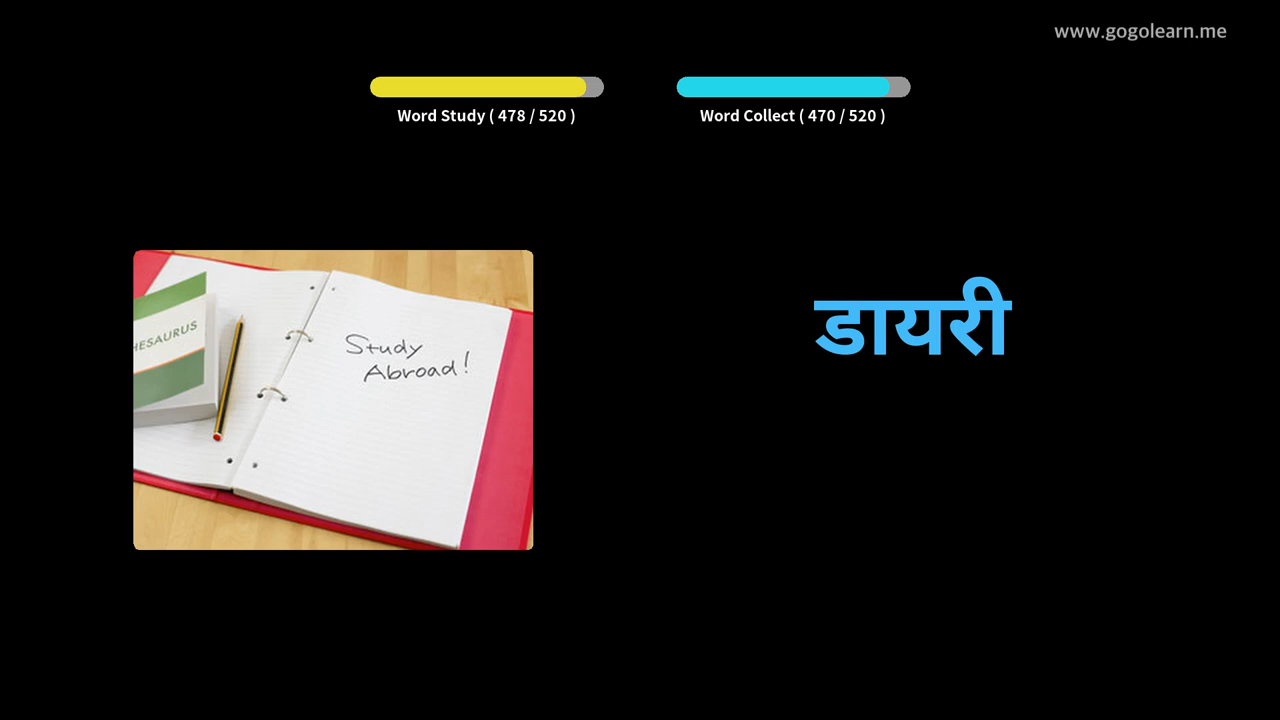 www.gogolearn.me
Word Study ( 478 / 520 )
Word Collect ( 470 / 520 )
HESAURUS
Study
Abroad!
डायरी